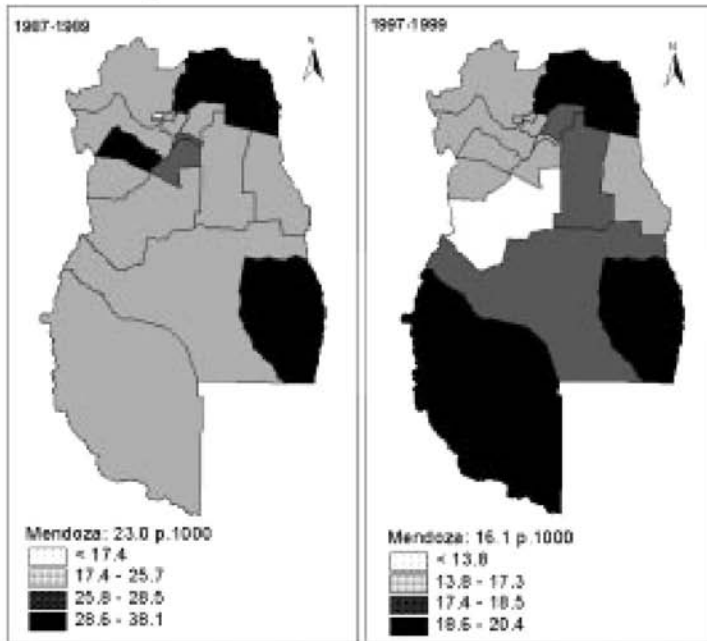 1987-1989
N
Mendoza: 23.0 p.1000
< 17.4
17.4 - 25.7
25.8 - 28.5
28.6 - 38.1
1997-1999
N
Mendoza: 16.1 p.1000
< 13.8
13.8 - 17.3
17.4 - 18.5
18.6 - 20.4